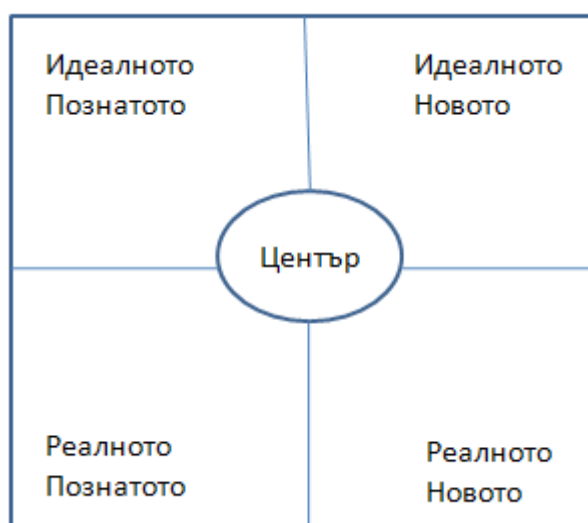 Идеалното
Познатото
Идеалното
Новото
Център
Реалното
Познатото
Реалното
Новото